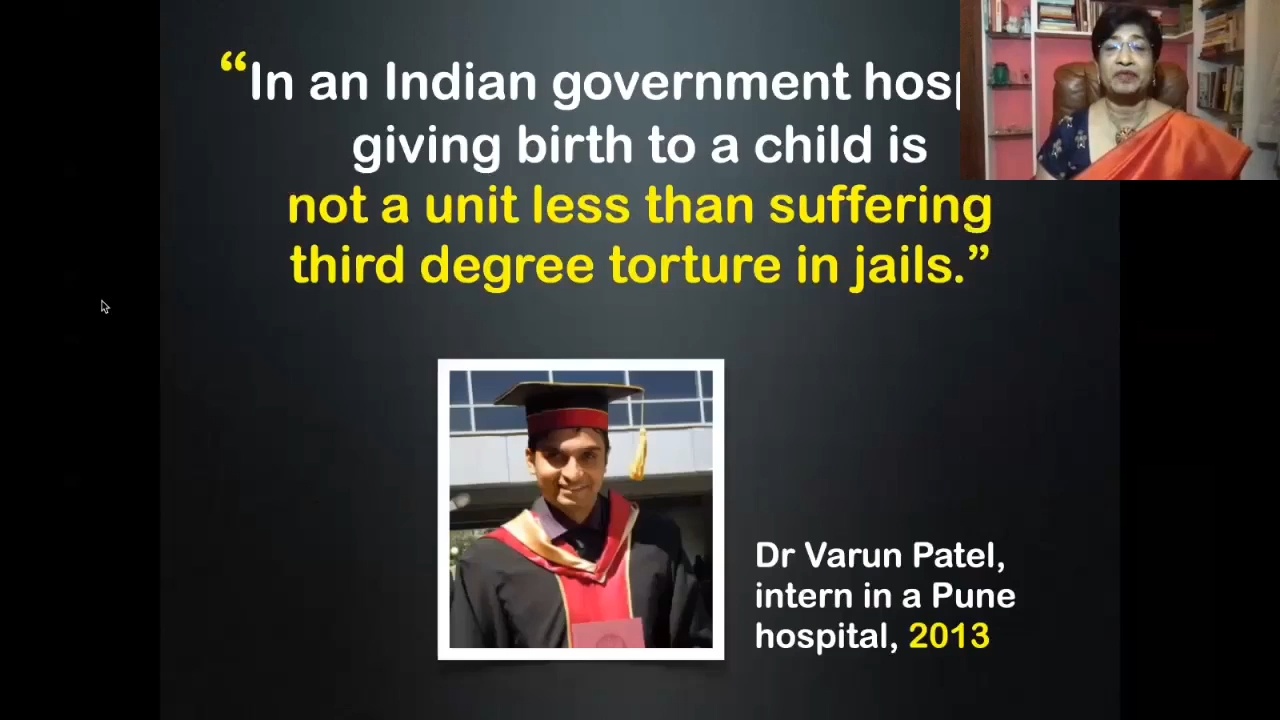 “In an Indian government hosp
giving birth to a child is
not a unit less than suffering
third degree torture in jails.”
Dr Varun Patel,
intern in a Pune
hospital, 2013